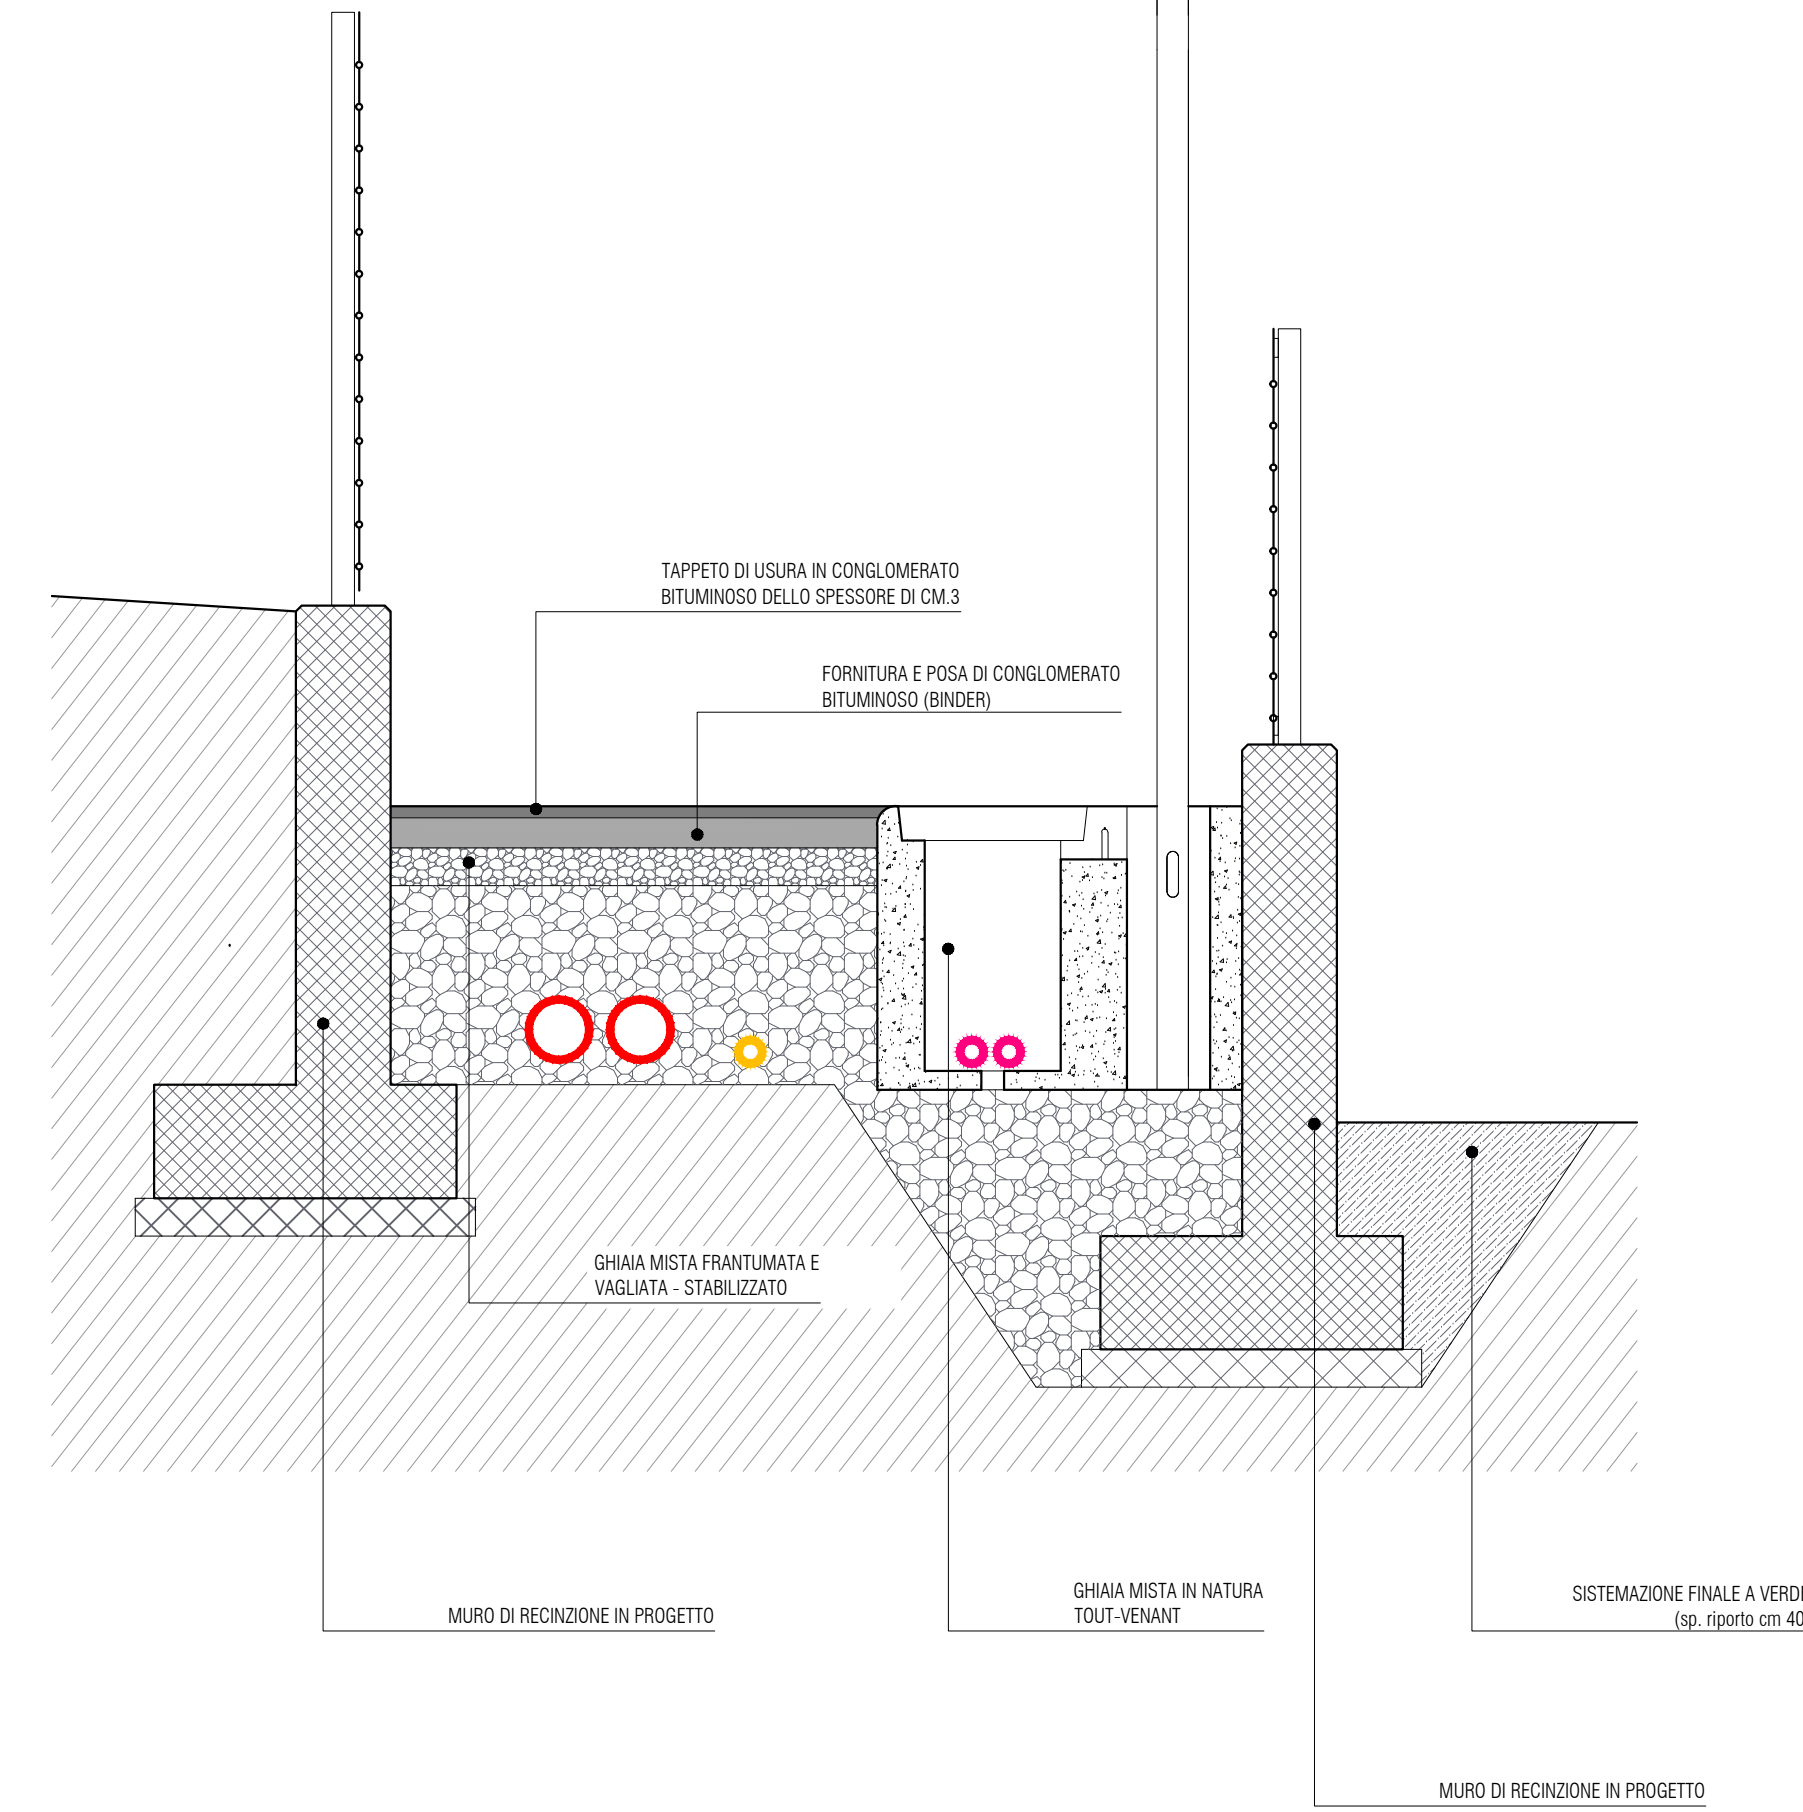 TAPPETO DI USURA IN CONGLOMERATO
BITUMINOSO DELLO SPESSORE DI CM.3
FORNITURA E POSA DI CONGLOMERATO
BITUMINOSO (BINDER)
GHIAIA MISTA FRANTUMATA E
VAGLIATA - STABILIZZATO
MURO DI RECINZIONE IN PROGETTO
GHIAIA MISTA IN NATURA
TOUT-VENANT
SISTEMAZIONE FINALE A VERDE
(sp. riporto cm 40
MURO DI RECINZIONE IN PROGETTO